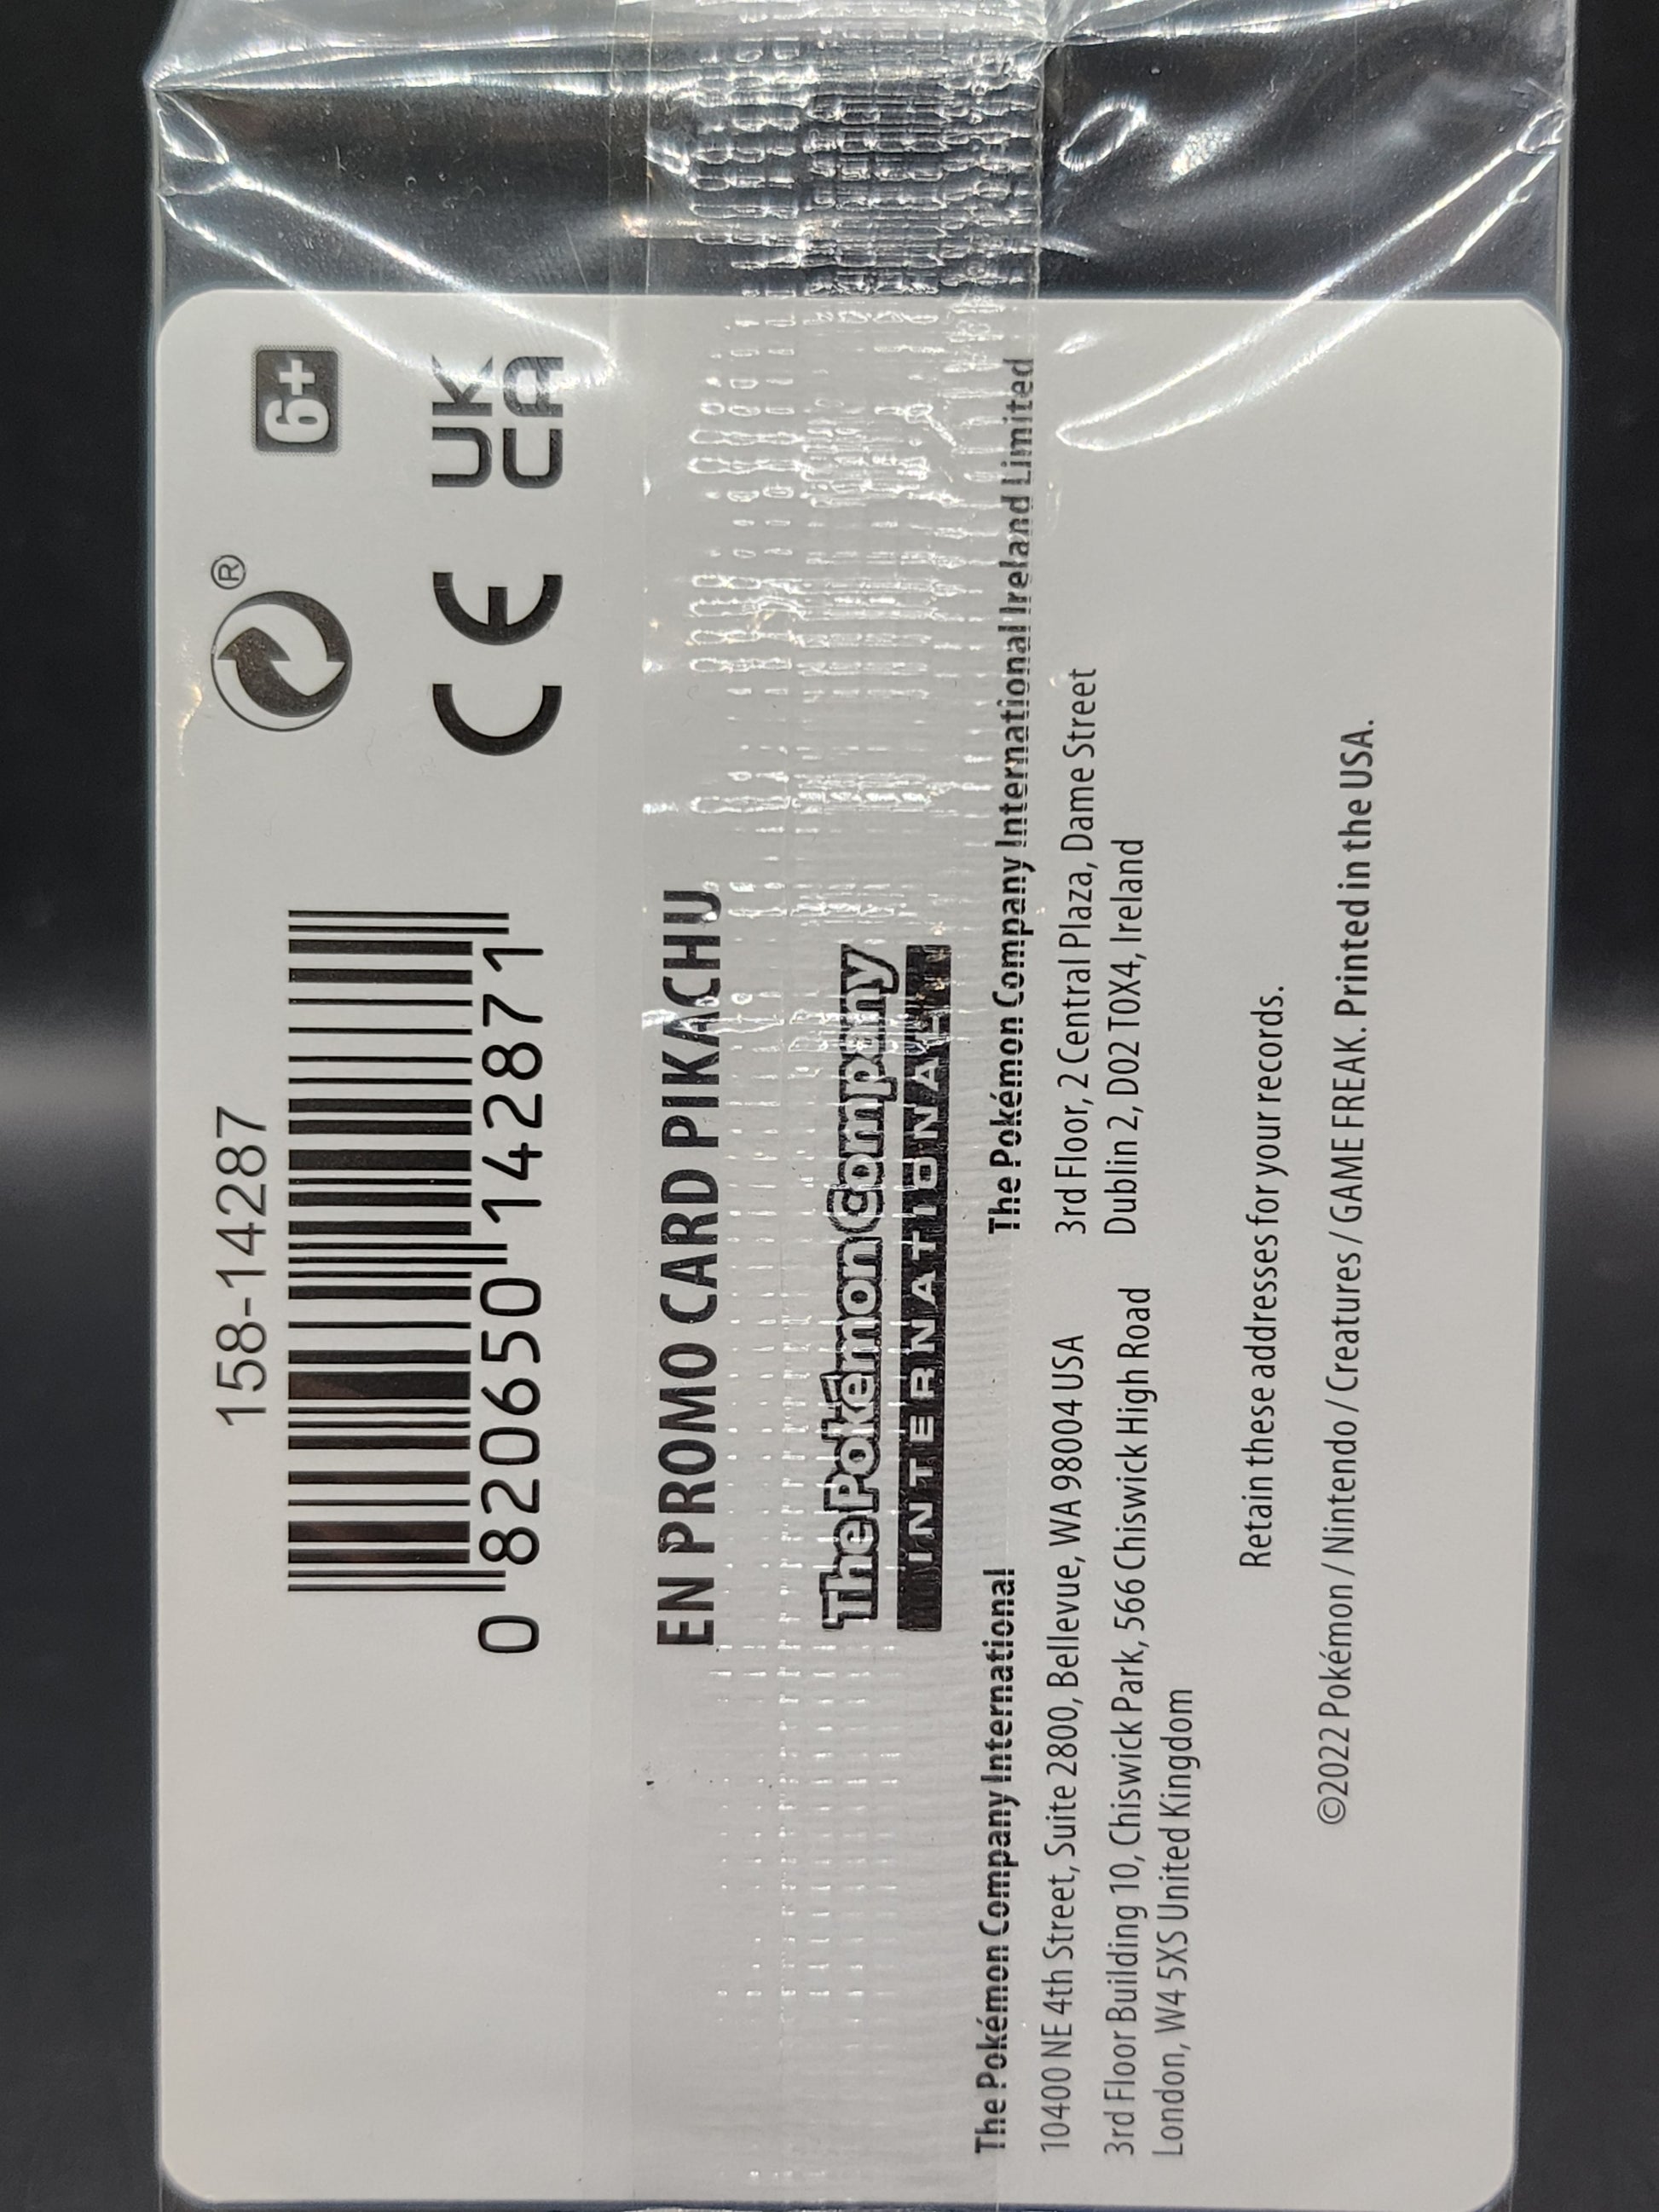 158-14287
0 82065014287 1
®
6+
CE
UK
CA
EN PROMO CARD PIKACHU
The Pokémon Company
INTERNATIONAL
The Pokémon Company International
10400 NE 4th Street, Suite 2800, Bellevue, WA 98004 USA
3rd Floor Building 10, Chiswick Park, 566 Chiswick High Road
London, W4 5XS United Kingdom
The Pokémon Company International Ireland Limited
3rd Floor, 2 Central Plaza, Dame Street
Dublin 2, D02 T0X4, Ireland
Retain these addresses for your records.
©2022 Pokémon / Nintendo / Creatures / GAME FREAK. Printed in the USA.